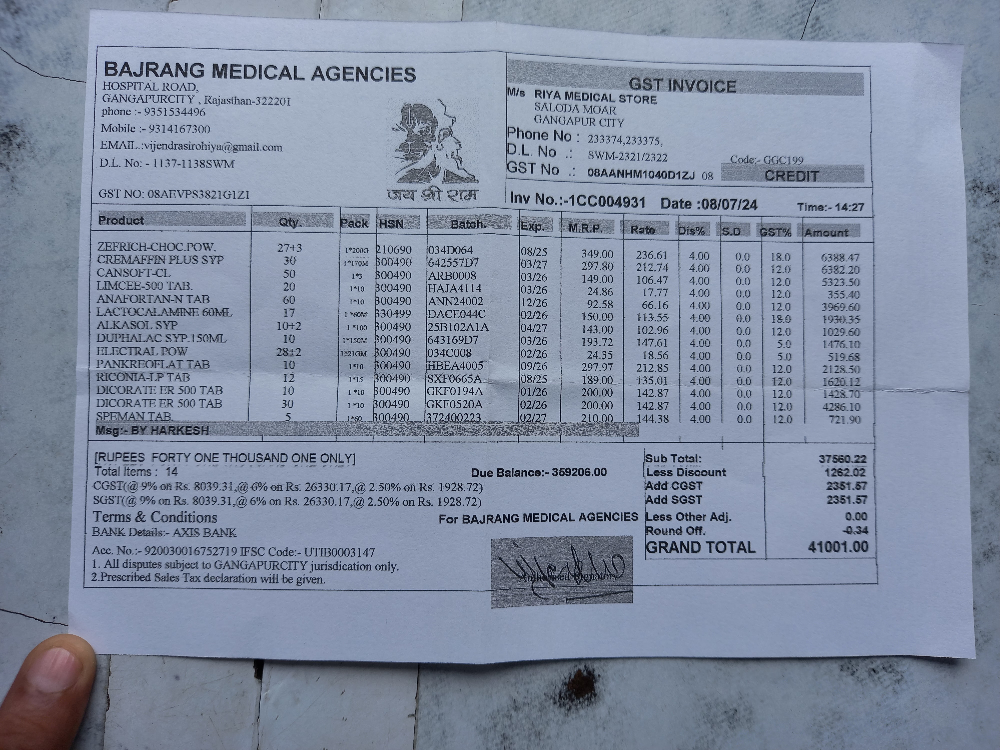 BAJRANG MEDICAL AGENCIES
HOSPITAL ROAD,
GANGAPURCITY , Rajasthan-322201
phone :- 9351534496
Mobile :- 9314167300
EMAIL.:vijendrasirohiya@gmail.com
D.L. No: - 1137-1138SWM
GST NO: 08AEVPS3821G1Z1
जय श्री राम
GST INVOICE
M/s RIYA MEDICAL STORE
SALODA MOAR
GANGAPUR CITY
Phone No : 233374,233375,
D.L. No .: SWM-2321/2322
Code:- GGC199
GST No .: 08AANHM1040D1ZJ 08
CREDIT
Inv No.:-1CC004931 Date :08/07/24 Time:- 14:27
Product Qty. Pack HSN Batch. Exp. M.R.P. Rate Dis% S.D GST% Amount
ZEFRICH-CHOC.POW. 27+3 210690 034D064 08/25 349.00 236.61 4.00 0.0 18.0 6388.47
CREMAFFIN PLUS SYP 30 300490 642557D7 03/27 297.80 212.74 4.00 0.0 12.0 6382.20
CANSOFT-CL 50 1*5 300490 ARB0008 03/26 149.00 106.47 4.00 0.0 12.0 5323.50
LIMCEE-500 TAB. 20 1*10 300490 HAJA4114 03/26 24.86 17.77 4.00 0.0 12.0 355.40
ANAFORTAN-N TAB 60 1*10 300490 ANN24002 12/26 92.58 66.16 4.00 0.0 12.0 3969.60
LACTOCALAMINE 60ML 17 330499 DACE044C 02/26 150.00 113.55 4.00 0.0 18.0 1930.35
ALKASOL SYP 10+2 1*100 300490 25B102A1A 04/27 143.00 102.96 4.00 0.0 12.0 1029.60
DUPHALAC SYP.150ML 10 300490 643169D7 03/26 193.72 147.61 4.00 0.0 5.0 1476.10
ELECTRAL POW 28+2 300490 034C008 02/26 24.35 18.56 4.00 0.0 5.0 519.68
PANKREOFLAT TAB 10 1*10 300490 HBEA4005 09/26 297.97 212.85 4.00 0.0 12.0 2128.50
RICONIA-LP TAB 12 1*15 300490 SXF0665A 08/25 189.00 135.01 4.00 0.0 12.0 1620.12
DICORATE ER 500 TAB 10 1*10 300490 GKF0194A 01/26 200.00 142.87 4.00 0.0 12.0 1428.70
DICORATE ER 500 TAB 30 1*10 300490 GKF0520A 02/26 200.00 142.87 4.00 0.0 12.0 4286.10
SPEMAN TAB 5 1*60 300490 372400223 02/27 210.00 144.38 4.00 0.0 12.0 721.90
Msg:- BY HARKESH
[RUPEES FORTY ONE THOUSAND ONE ONLY]
Total Items : 14 Due Balance:- 359206.00
CGST(@ 9% on Rs. 8039.31,@ 6% on Rs. 26330.17,@ 2.50% on Rs. 1928.72)
SGST(@ 9% on Rs. 8039.31,@ 6% on Rs. 26330.17,@ 2.50% on Rs. 1928.72)
Sub Total: 37560.22
Less Discount 1262.02
Add CGST 2351.57
Add SGST 2351.57
Less Other Adj. 0.00
Round Off. -0.34
GRAND TOTAL 41001.00
Terms & Conditions
For BAJRANG MEDICAL AGENCIES
BANK Details:- AXIS BANK
Acc. No.:-920030016752719 IFSC Code:- UTIB0003147
1. All disputes subject to GANGAPURCITY jurisdication only.
2.Prescribed Sales Tax declaration will be given.